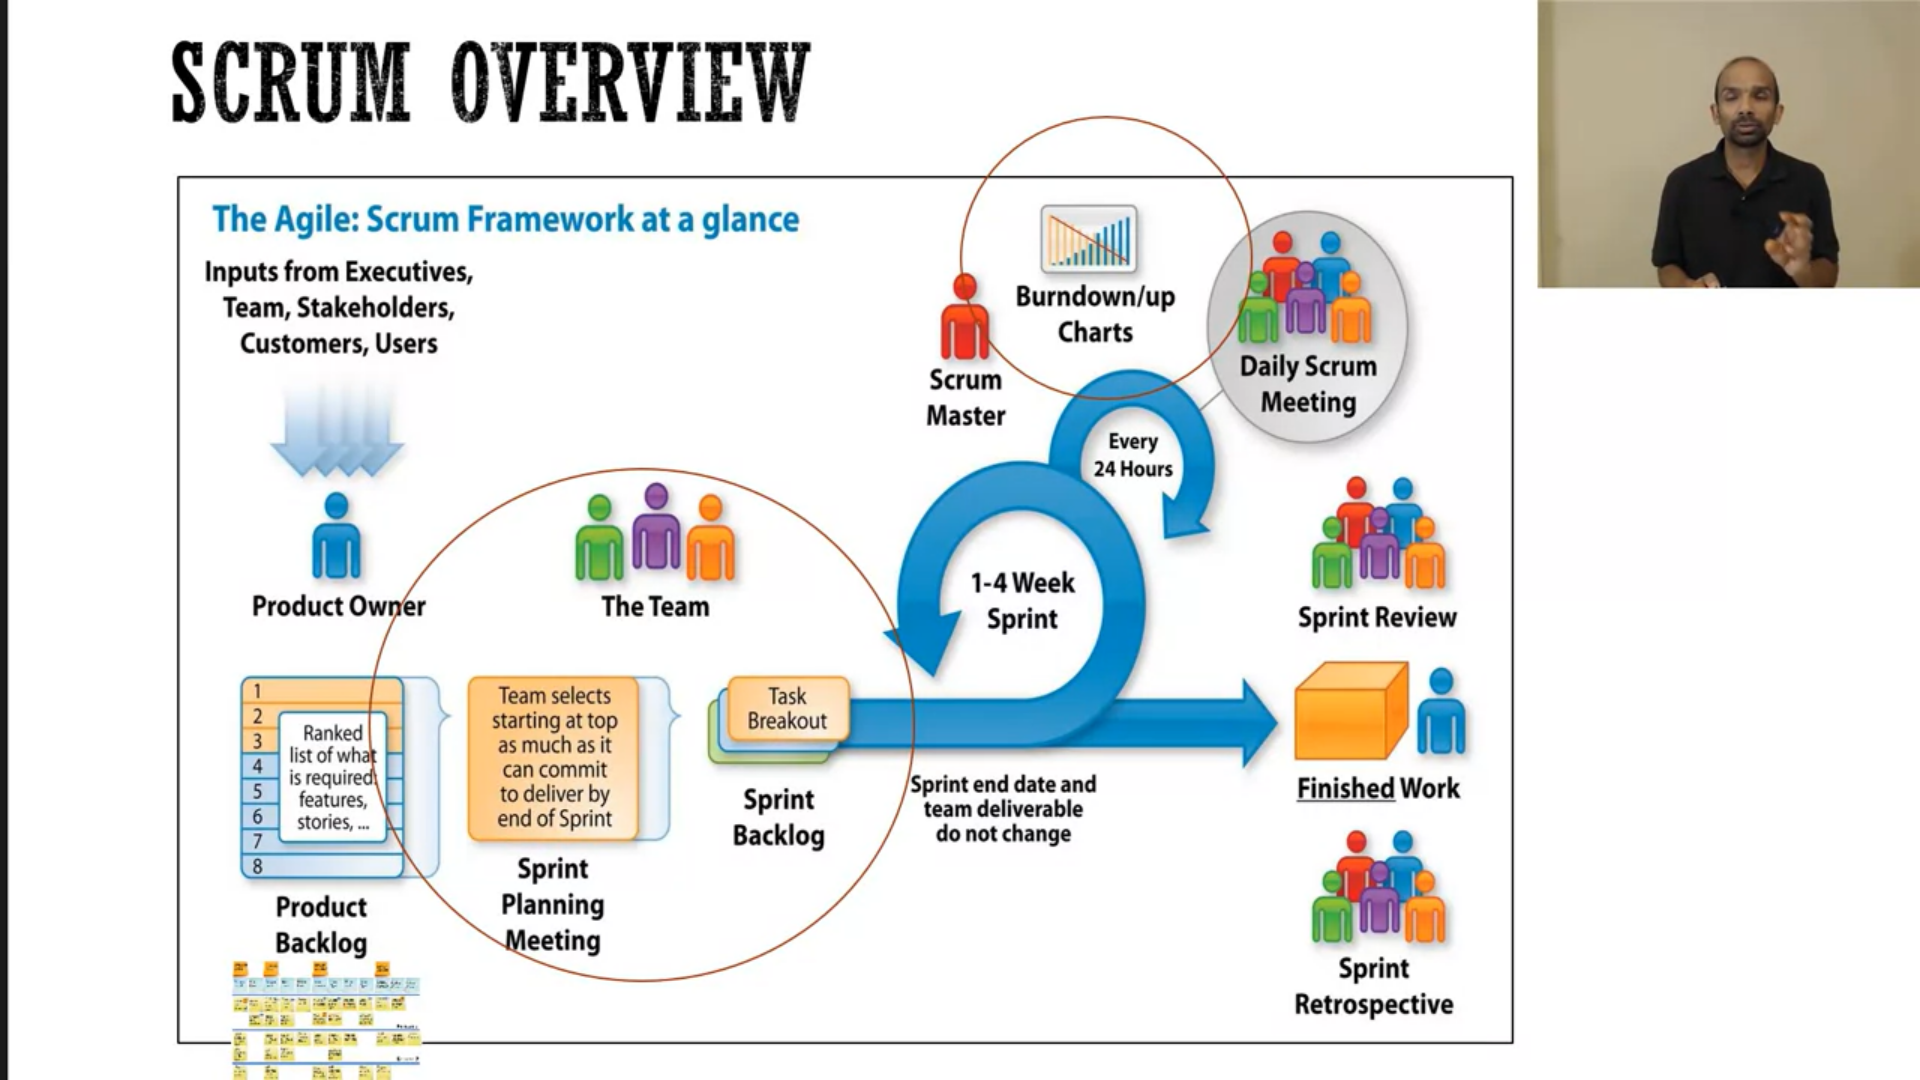 SCRUM OVERVIEW
The Agile: Scrum Framework at a glance
Inputs from Executives,
Team, Stakeholders,
Customers, Users
Product Owner
The Team
Scrum
Master
Burndown/up
Charts
Daily Scrum
Meeting
Every
24 Hours
1-4 Week
Sprint
Sprint Review
1
2
3
4
5
6
7
8
Ranked
list of what
is required:
features,
stories, ...
Product
Backlog
Team selects
starting at top
as much as it
can commit
to deliver by
end of Sprint
Sprint
Planning
Meeting
Task
Breakout
Sprint
Backlog
Sprint end date and
team deliverable
do not change
Finished Work
Sprint
Retrospective